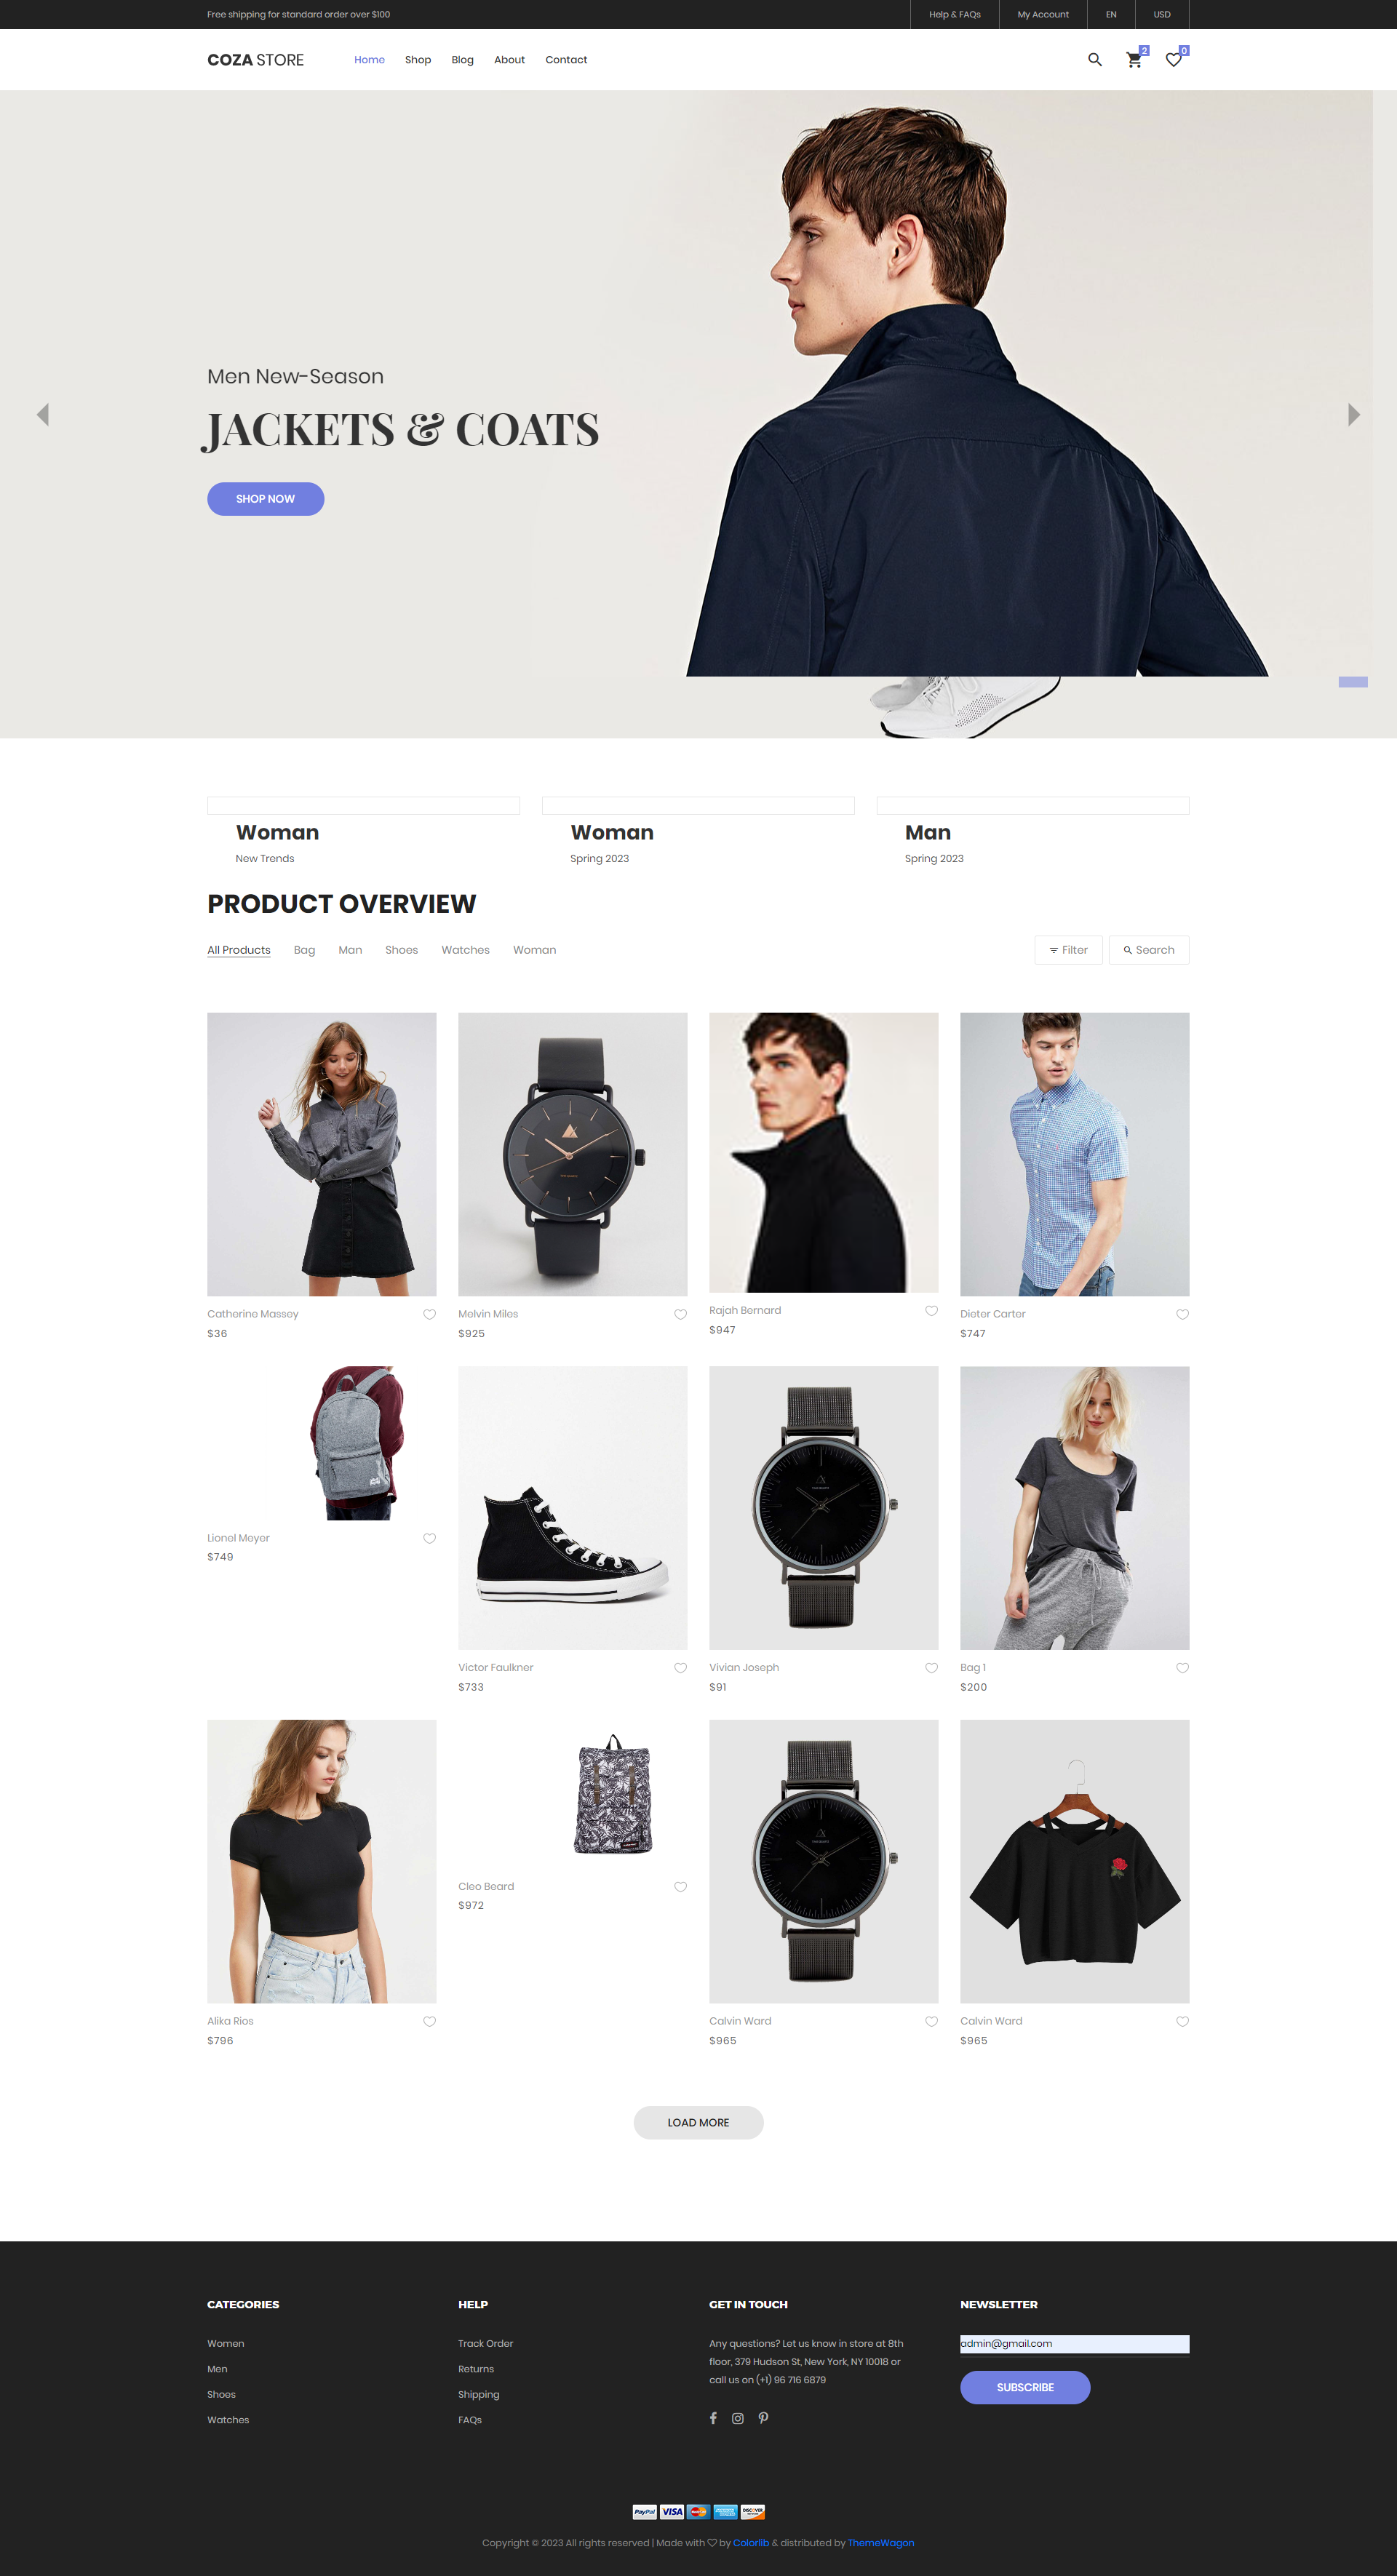 Free shipping for standard order over $100
Help & FAQs
My Account
EN
USD
COZA STORE
Home
Shop
Blog
About
Contact
2
0
Men New-Season
JACKETS & COATS
SHOP NOW
Woman
New Trends
Woman
Spring 2023
Man
Spring 2023
PRODUCT OVERVIEW
All Products
Bag
Man
Shoes
Watches
Woman
Filter
Search
Catherine Massey
$36
Melvin Miles
$925
Rajah Bernard
$947
Dieter Carter
$747
Lionel Meyer
$749
Victor Faulkner
$733
Vivian Joseph
$91
Bag 1
$200
Alika Rios
$796
Cleo Beard
$972
Calvin Ward
$965
Calvin Ward
$965
LOAD MORE
CATEGORIES
Women
Men
Shoes
Watches
HELP
Track Order
Returns
Shipping
FAQs
GET IN TOUCH
Any questions? Let us know in store at 8th
floor, 379 Hudson St, New York, NY 10018 or
call us on (+1) 96 716 6879
NEWSLETTER
admin@gmail.com
SUBSCRIBE
PayPal
VISA
DISCOVER
Copyright © 2023 All rights reserved | Made with ♡ by Colorlib & distributed by ThemeWagon